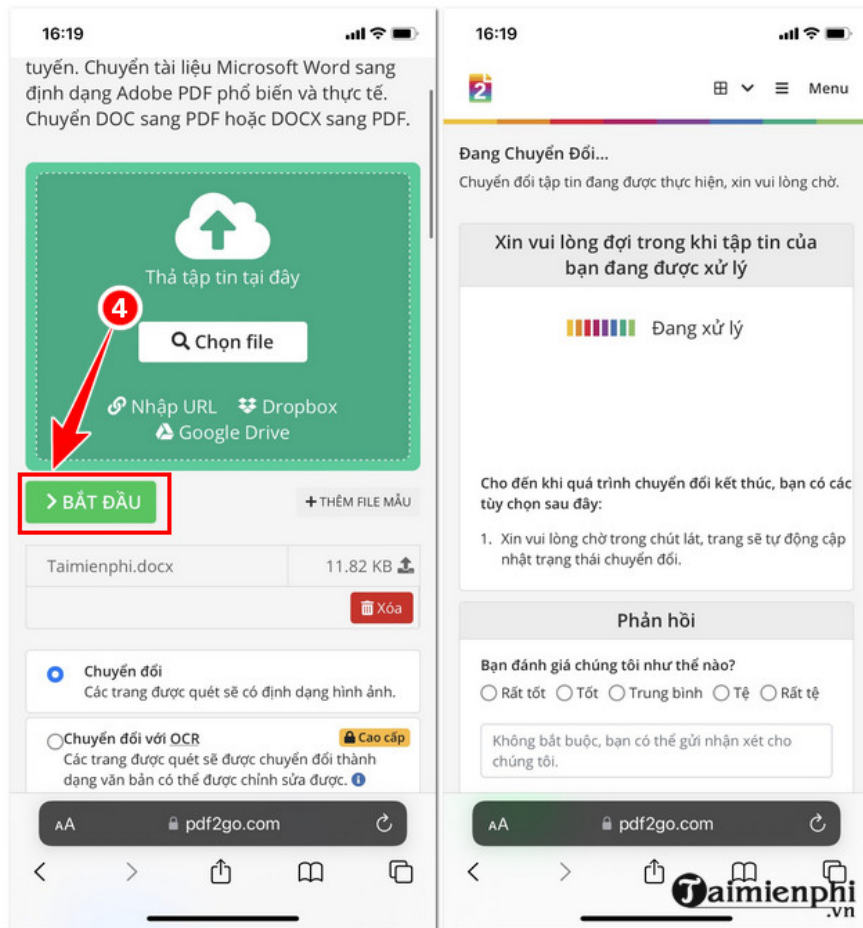 16:19
tuyến. Chuyển tài liệu Microsoft Word sang
định dạng Adobe PDF phổ biến và thực tế.
Chuyển DOC sang PDF hoặc DOCX sang PDF.
Thả tập tin tại đây
4
Chọn file
Nhập URL Dropbox
Google Drive
BẮT ĐẦU
+ THÊM FILE MẪU
Taimienphi.docx 11.82 KB
Xóa
Chuyển đổi
Các trang được quét sẽ có định dạng hình ảnh.
Chuyển đổi với OCR Cao cấp
Các trang được quét sẽ được chuyển đổi thành
dạng văn bản có thể được chỉnh
sửa được.
AA pdf2go.com
16:19
2 Menu
Đang Chuyển Đổi...
Chuyển đổi tập tin đang được thực hiện, xin vui lòng chờ.
Xin vui lòng đợi trong khi tập tin của
bạn đang được xử lý
Đang xử lý
Cho đến khi quá trình chuyển đổi kết thúc, bạn có các
tùy chọn sau đây:
1. Xin vui lòng chờ trong chút lát, trang sẽ tự động cập
nhật trạng thái chuyển đổi.
Phản hồi
Bạn đánh giá chúng tôi như thế nào?
Rất tốt Tốt Trung bình Tệ Rất tệ
Không bắt buộc, bạn có thể gửi nhận xét cho
chúng tôi.
AA pdf2go.com
Taimienphi
.vn